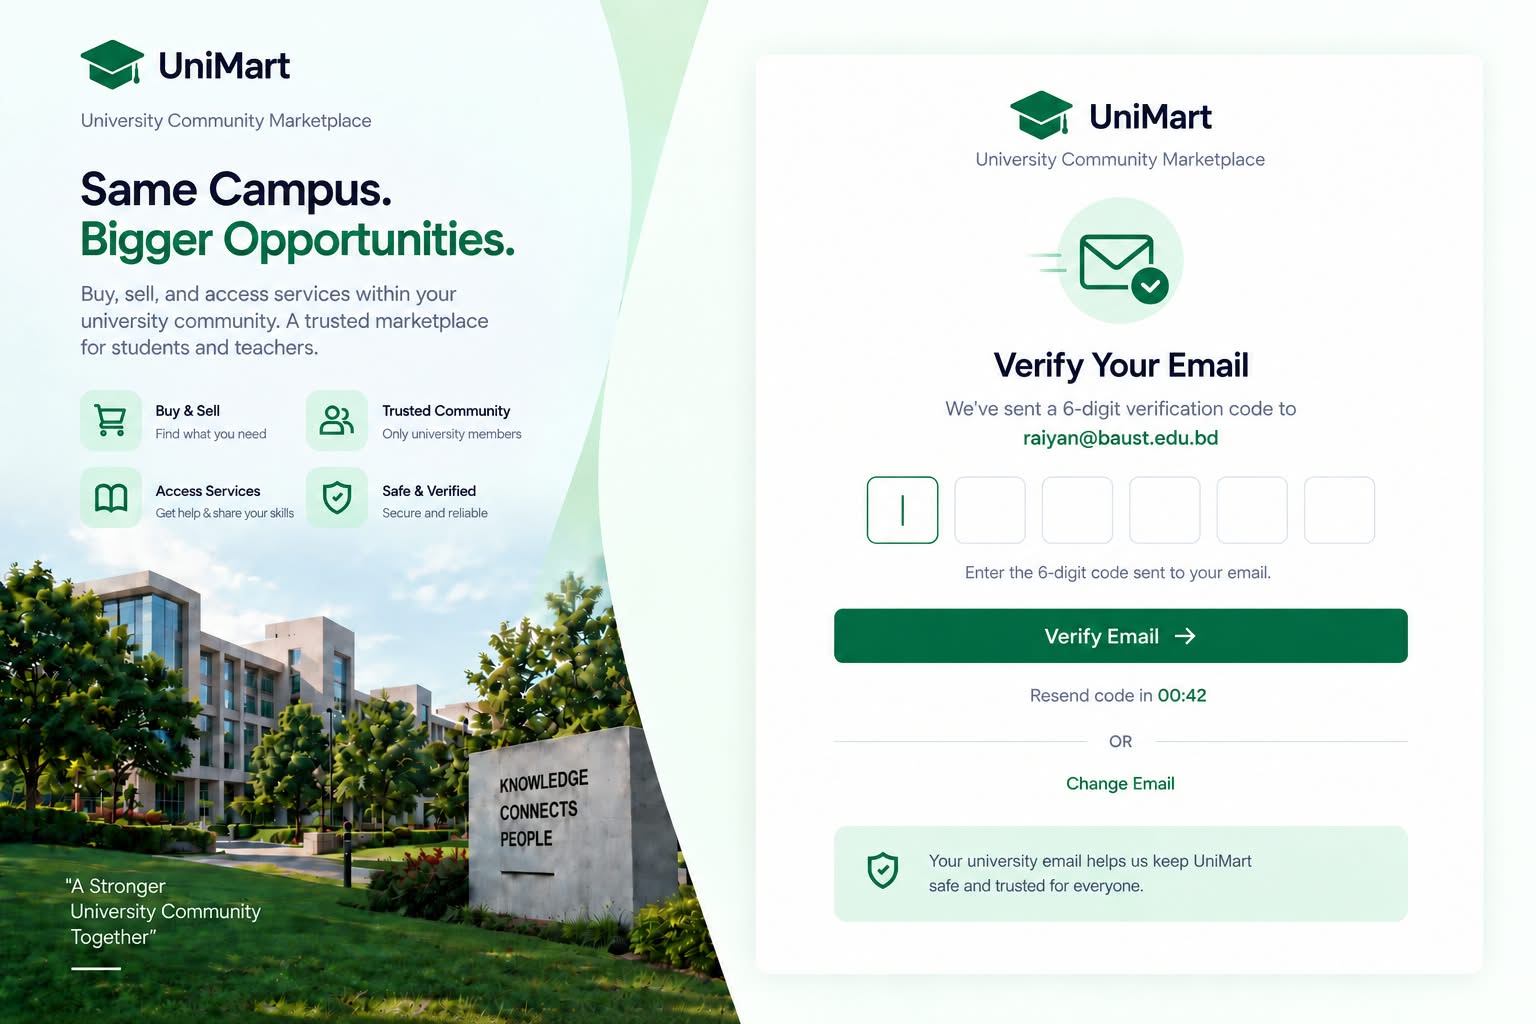 UniMart
University Community Marketplace
Same Campus.
Bigger Opportunities.
Buy, sell, and access services within your
university community. A trusted marketplace
for students and teachers.
Buy & Sell
Find what you need
Trusted Community
Only university members
Access Services
Get help & share your skills
Safe & Verified
Secure and reliable
KNOWLEDGE
CONNECTS
PEOPLE
"A Stronger
University Community
Together"
UniMart
University Community Marketplace
Verify Your Email
We've sent a 6-digit verification code to
raiyan@baust.edu.bd
Enter the 6-digit code sent to your email.
Verify Email →
Resend code in 00:42
OR
Change Email
Your university email helps us keep UniMart
safe and trusted for everyone.